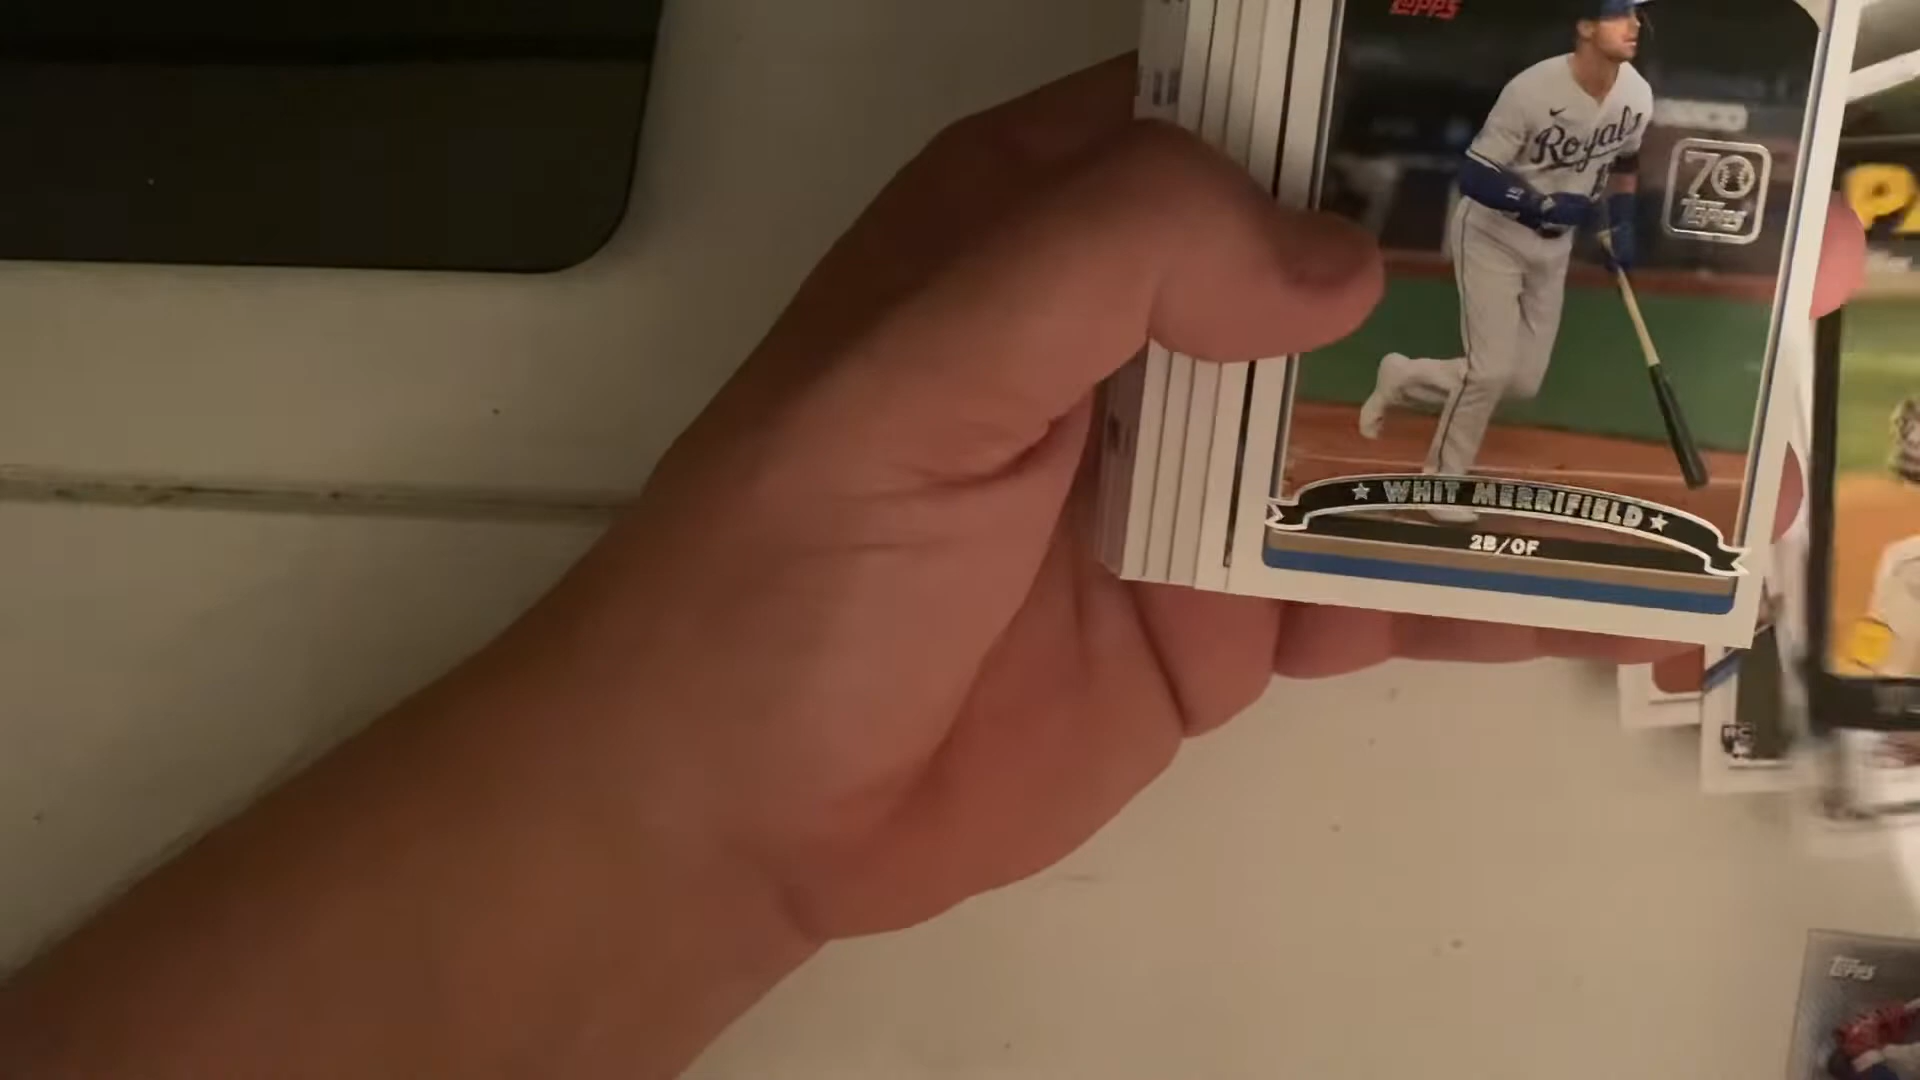 TOPPS
Royals
70
TOPPS
★ WHIT MERRIFIELD ★
2B/OF
RC
TOPPS